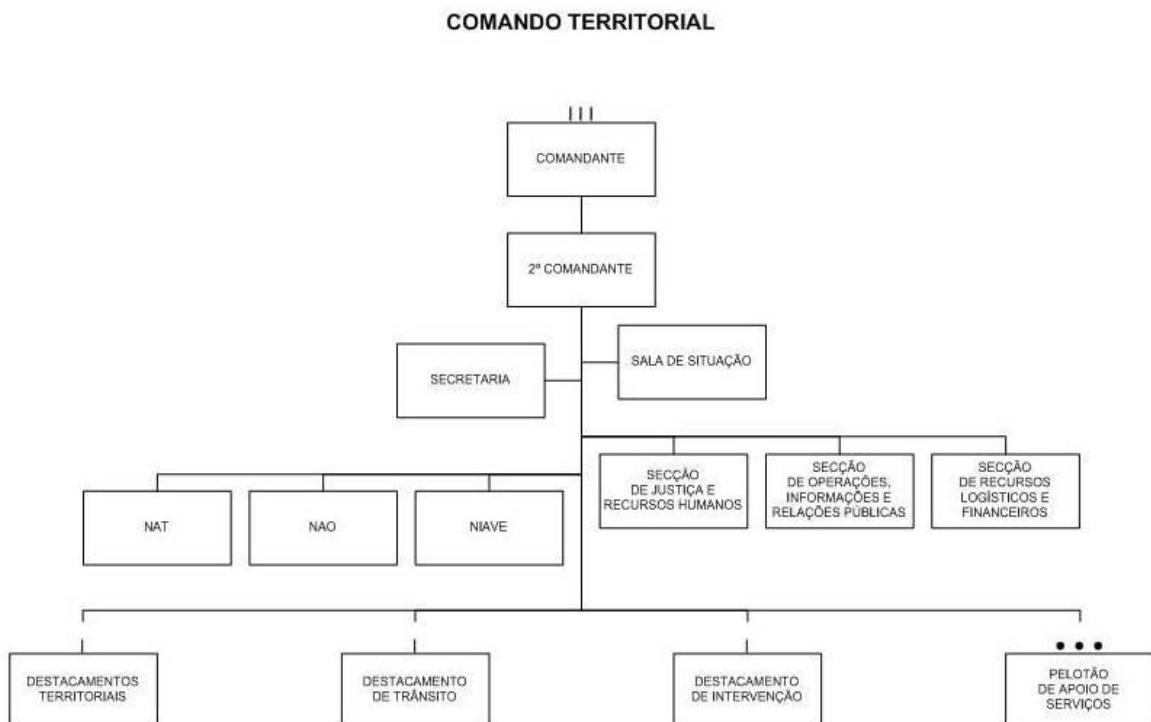 COMANDO TERRITORIAL
COMANDANTE
2º COMANDANTE
SALA DE SITUAÇÃO
SECRETARIA
SECÇÃO
DE JUSTIÇA E
RECURSOS HUMANOS
SECÇÃO
DE OPERAÇÕES,
INFORMAÇÕES E
RELAÇÕES PÚBLICAS
SECÇÃO
DE RECURSOS
LOGÍSTICOS E
FINANCEIROS
NAT
NAO
NIAVE
DESTACAMENTOS
TERRITORIAIS
DESTACAMENTO
DE TRÂNSITO
DESTACAMENTO
DE INTERVENÇÃO
PELOTÃO
DE APOIO DE
SERVIÇOS